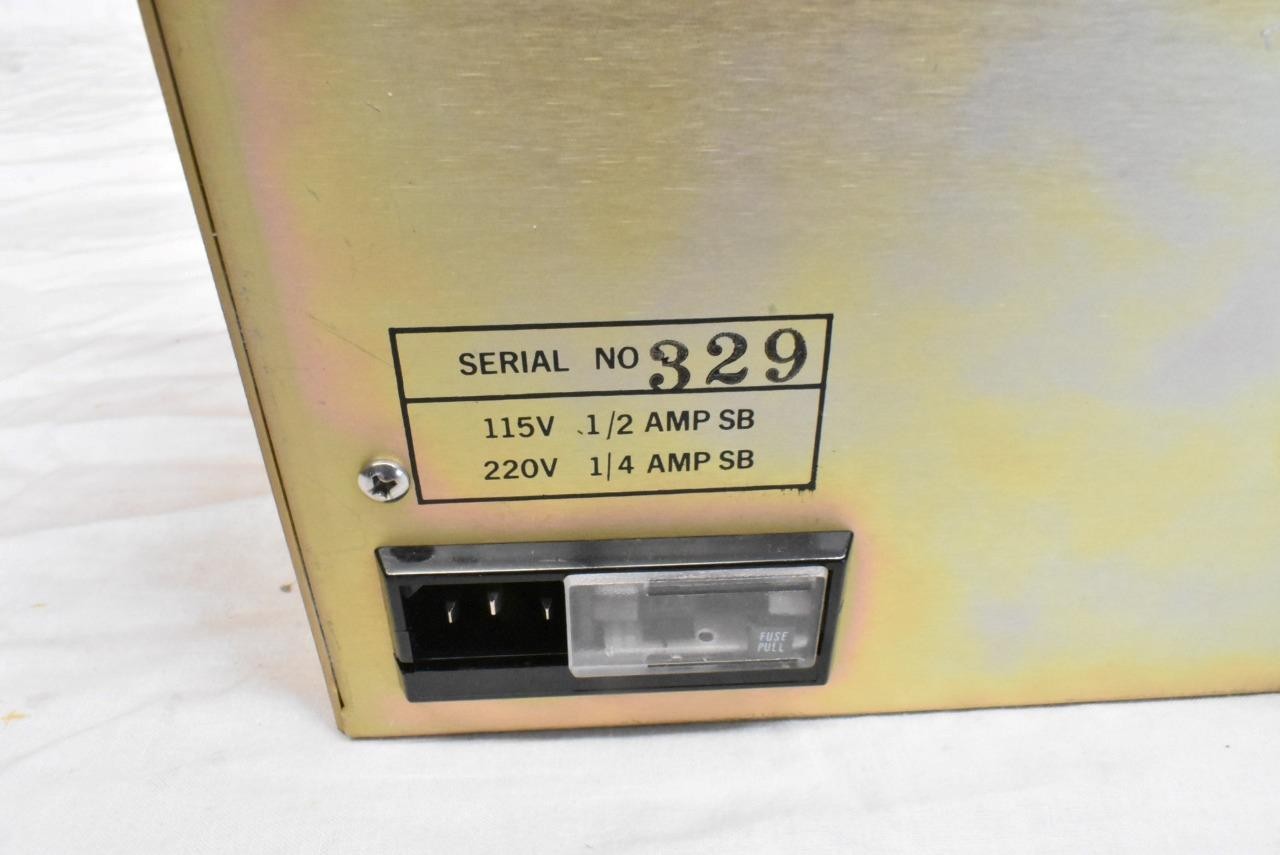 SERIAL NO 329
115V 1/2 AMP SB
220V 1/4 AMP SB
FUSE
PULL